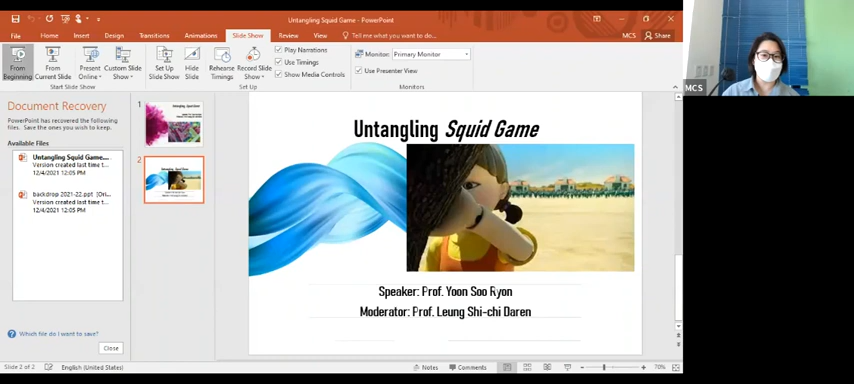 Untangling Squid Game - PowerPoint
File
Home
Insert
Design
Transitions
Animations
Slide Show
Review
View
Tell me what you want to do...
MCS
Share
From Beginning
From Current Slide
Present Online
Custom Slide Show
Start Slide Show
Set Up Slide Show
Hide Slide
Rehearse Timings
Record Slide Show
Play Narrations
Use Timings
Show Media Controls
Set Up
Monitor: Primary Monitor
Use Presenter View
Monitors
MCS
Document Recovery
PowerPoint has recovered the following files. Save the ones you wish to keep.
Available Files
Untangling Squid Game....
Version created last time t...
12/4/2021 12:05 PM
backdrop 2021-22.ppt [Ori...
Version created last time t...
12/4/2021 12:05 PM
Which file do I want to save?
Close
1
2
Untangling Squid Game
Speaker: Prof. Yoon Soo Ryon
Moderator: Prof. Leung Shi-chi Daren
Slide 2 of 2
English (United States)
Notes
Comments
78%